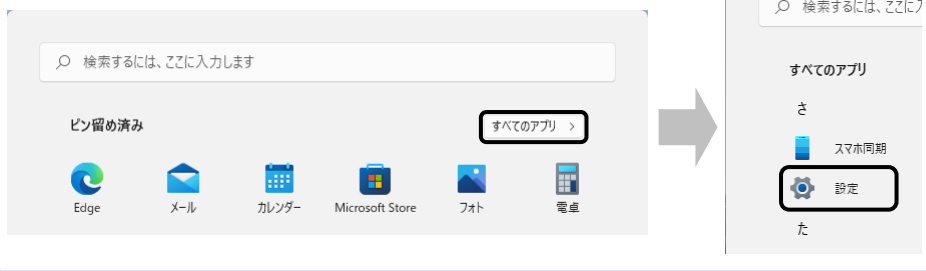 検索するには、ここに入力します
ピン留め済み
すべてのアプリ >
Edge
メール
カレンダー
Microsoft Store
フォト
電卓
検索するには、ここに入
すべてのアプリ
さ
スマホ同期
設定
た